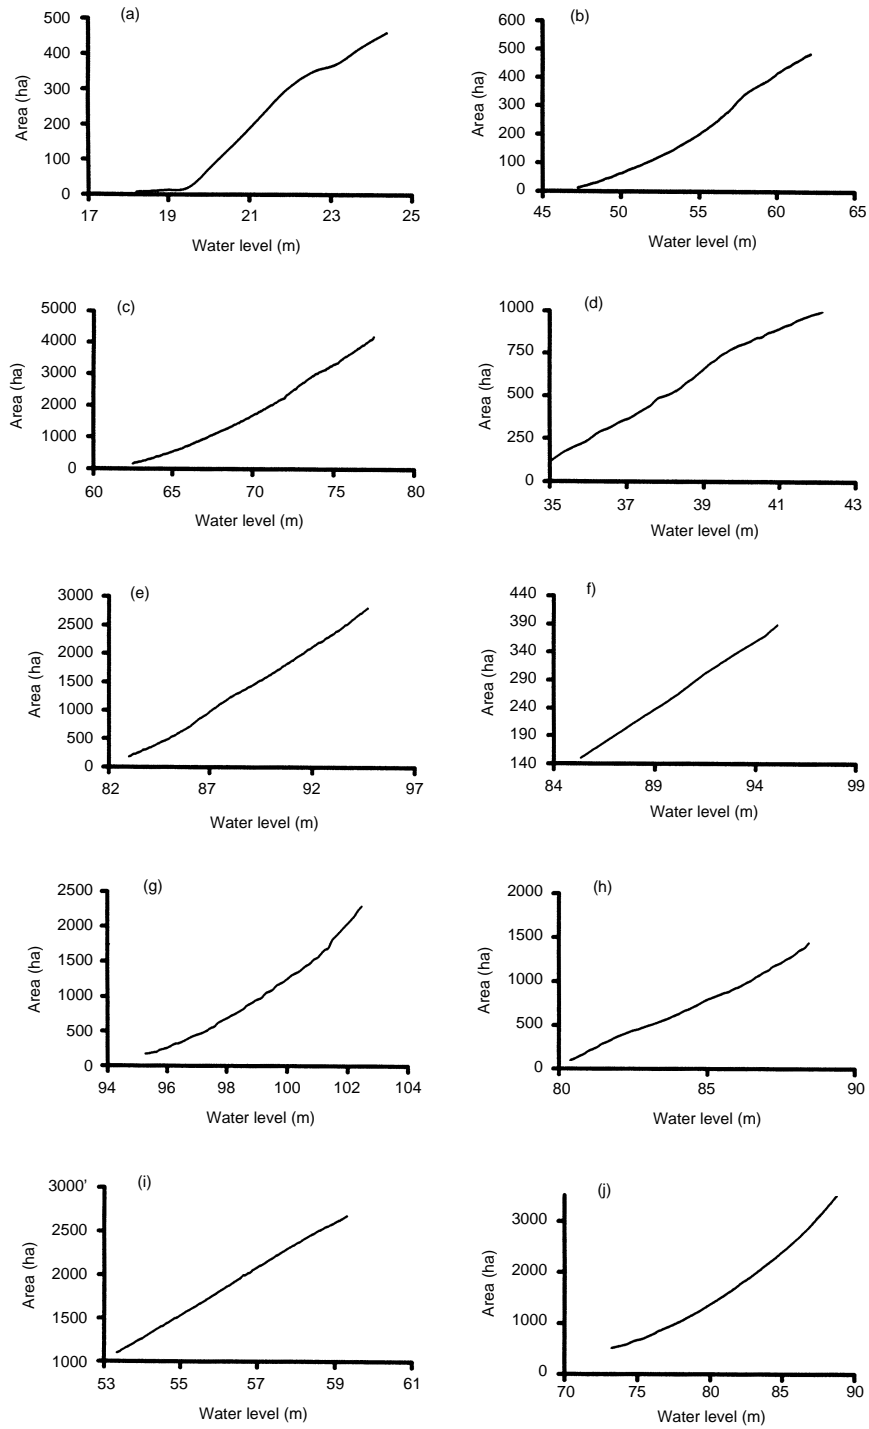 (a)
500
400
300
200
100
0
Area (ha)
17 19 21 23 25
Water level (m)
(b)
600
500
400
300
200
100
0
Area (ha)
45 50 55 60 65
Water level (m)
(c)
5000
4000
3000
2000
1000
0
Area (ha)
60 65 70 75 80
Water level (m)
(d)
1000
750
500
250
0
Area (ha)
35 37 39 41 43
Water level (m)
(e)
3000
2500
2000
1500
1000
500
0
Area (ha)
82 87 92 97
Water level (m)
f)
440
390
340
290
240
190
140
Area (ha)
84 89 94 99
Water level (m)
(g)
2500
2000
1500
1000
500
0
Area (ha)
94 96 98 100 102 104
Water level (m)
(h)
2000
1500
1000
500
0
Area (ha)
80 85 90
Water level (m)
(i)
3000'
2500
2000
1500
1000
Area (ha)
53 55 57 59 61
Water level (m)
(j)
3000
2000
1000
0
Area (ha)
70 75 80 85 90
Water level (m)